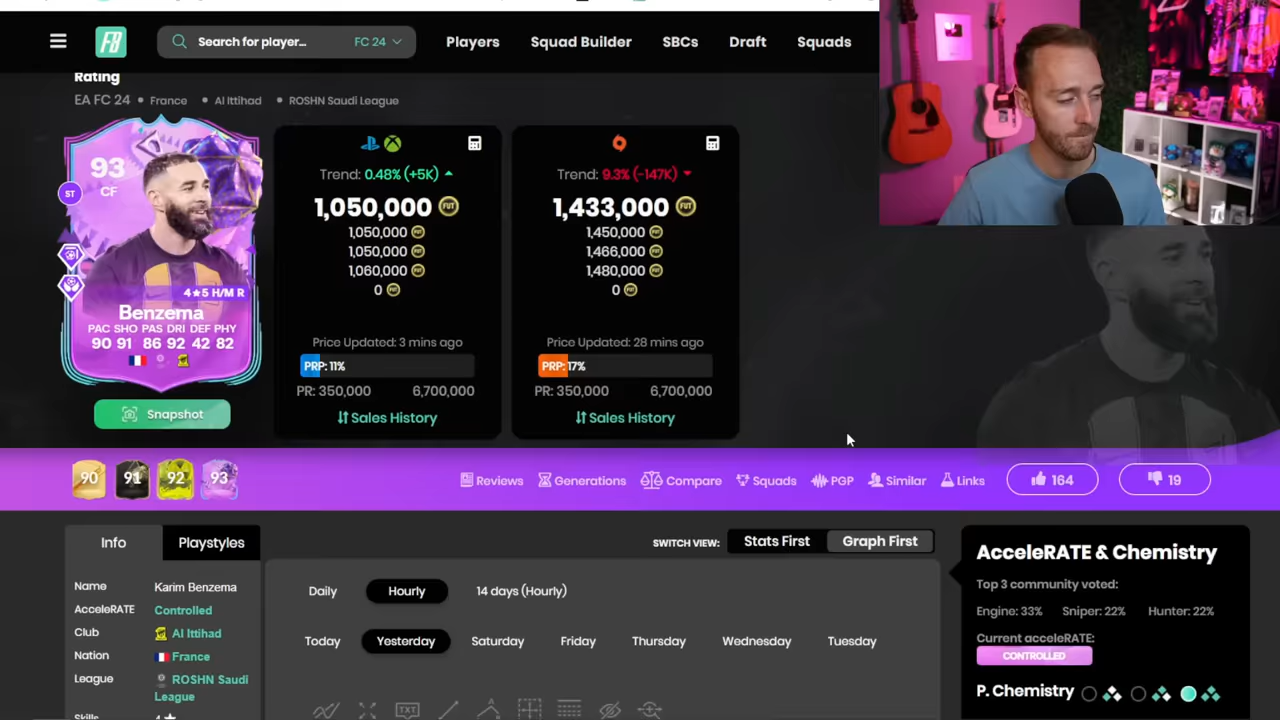 FB
Search for player...
FC 24
Players
Squad Builder
SBCs
Draft
Squads
Rating
EA FC 24 • France • Al Ittihad • ROSHN Saudi League
93
CF
ST
4★5 H/M R
Benzema
PAC SHO PAS DRI DEF PHY
90 91 86 92 42 82
Snapshot
Trend: 0.48% (+5K)
1,050,000
1,050,000
1,050,000
1,060,000
0
Price Updated: 3 mins ago
PRP: 11%
PR: 350,000 6,700,000
Sales History
Trend: 9.3% (-147K)
1,433,000
1,450,000
1,466,000
1,480,000
0
Price Updated: 28 mins ago
PRP: 17%
PR: 350,000 6,700,000
Sales History
90 91 92 93
Reviews Generations Compare Squads PGP Similar Links 164 19
Info
Playstyles
Name Karim Benzema
AcceleRATE Controlled
Club Al Ittihad
Nation France
League ROSHN Saudi
League
Skills 4 ★
SWITCH VIEW: Stats First Graph First
Daily Hourly 14 days (Hourly)
Today Yesterday Saturday Friday Thursday Wednesday Tuesday
TXT
AcceleRATE & Chemistry
Top 3 community voted:
Engine: 33% Sniper: 22% Hunter: 22%
Current acceleRATE:
CONTROLLED
P. Chemistry